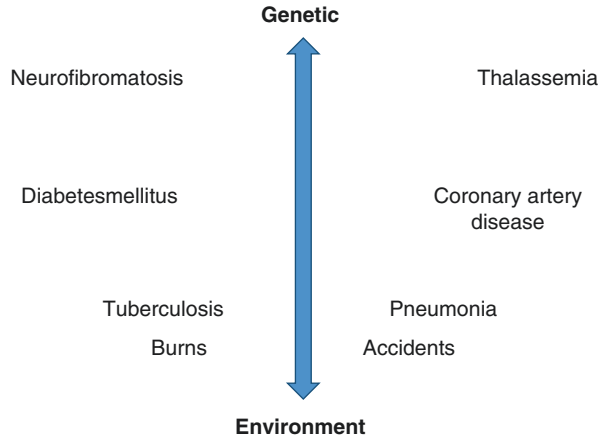 Genetic
Neurofibromatosis
Thalassemia
Diabetesmellitus
Coronary artery
disease
Tuberculosis
Pneumonia
Burns
Accidents
Environment